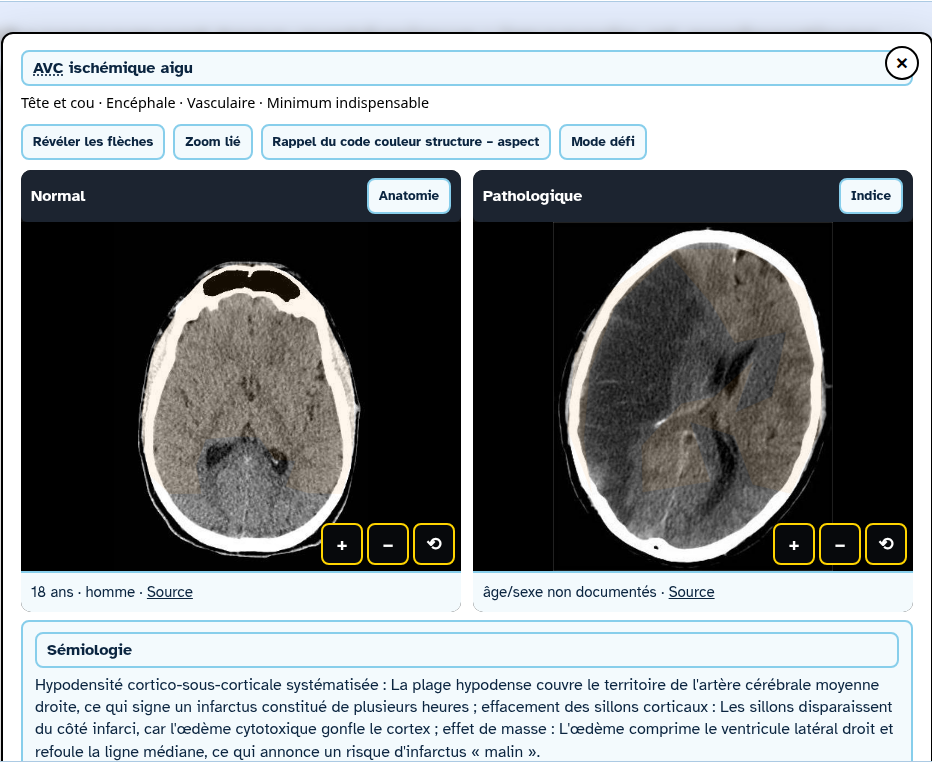 AVC ischémique aigu
✕
Tête et cou · Encéphale · Vasculaire · Minimum indispensable
Révéler les flèches
Zoom lié
Rappel du code couleur structure – aspect
Mode défi
Normal
Anatomie
Pathologique
Indice
+
−
⟲
+
−
⟲
18 ans · homme · Source
âge/sexe non documentés · Source
Sémiologie
Hypodensité cortico-sous-corticale systématisée : La plage hypodense couvre le territoire de l'artère cérébrale moyenne
droite, ce qui signe un infarctus constitué de plusieurs heures ; effacement des sillons corticaux : Les sillons disparaissent
du côté infarci, car l'œdème cytotoxique gonfle le cortex ; effet de masse : L'œdème comprime le ventricule latéral droit et
refoule la ligne médiane, ce qui annonce un risque d'infarctus « malin ».